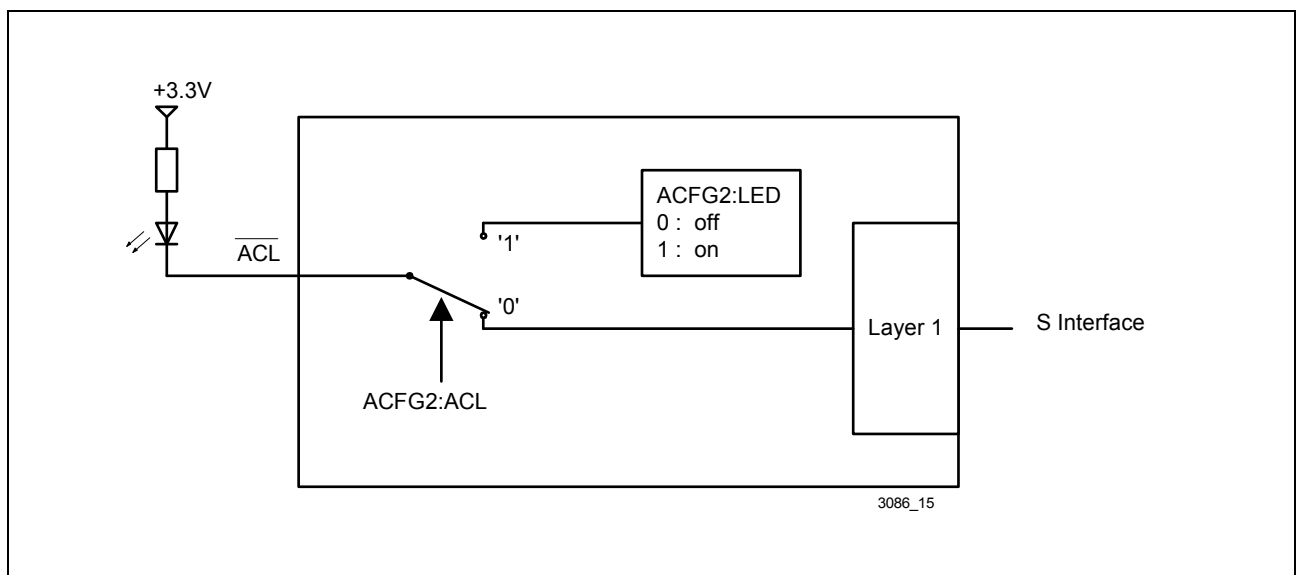 +3.3V
ACL
'1'
ACFG2:LED
0 : off
1 : on
'0'
Layer 1
S Interface
ACFG2:ACL
3086_15